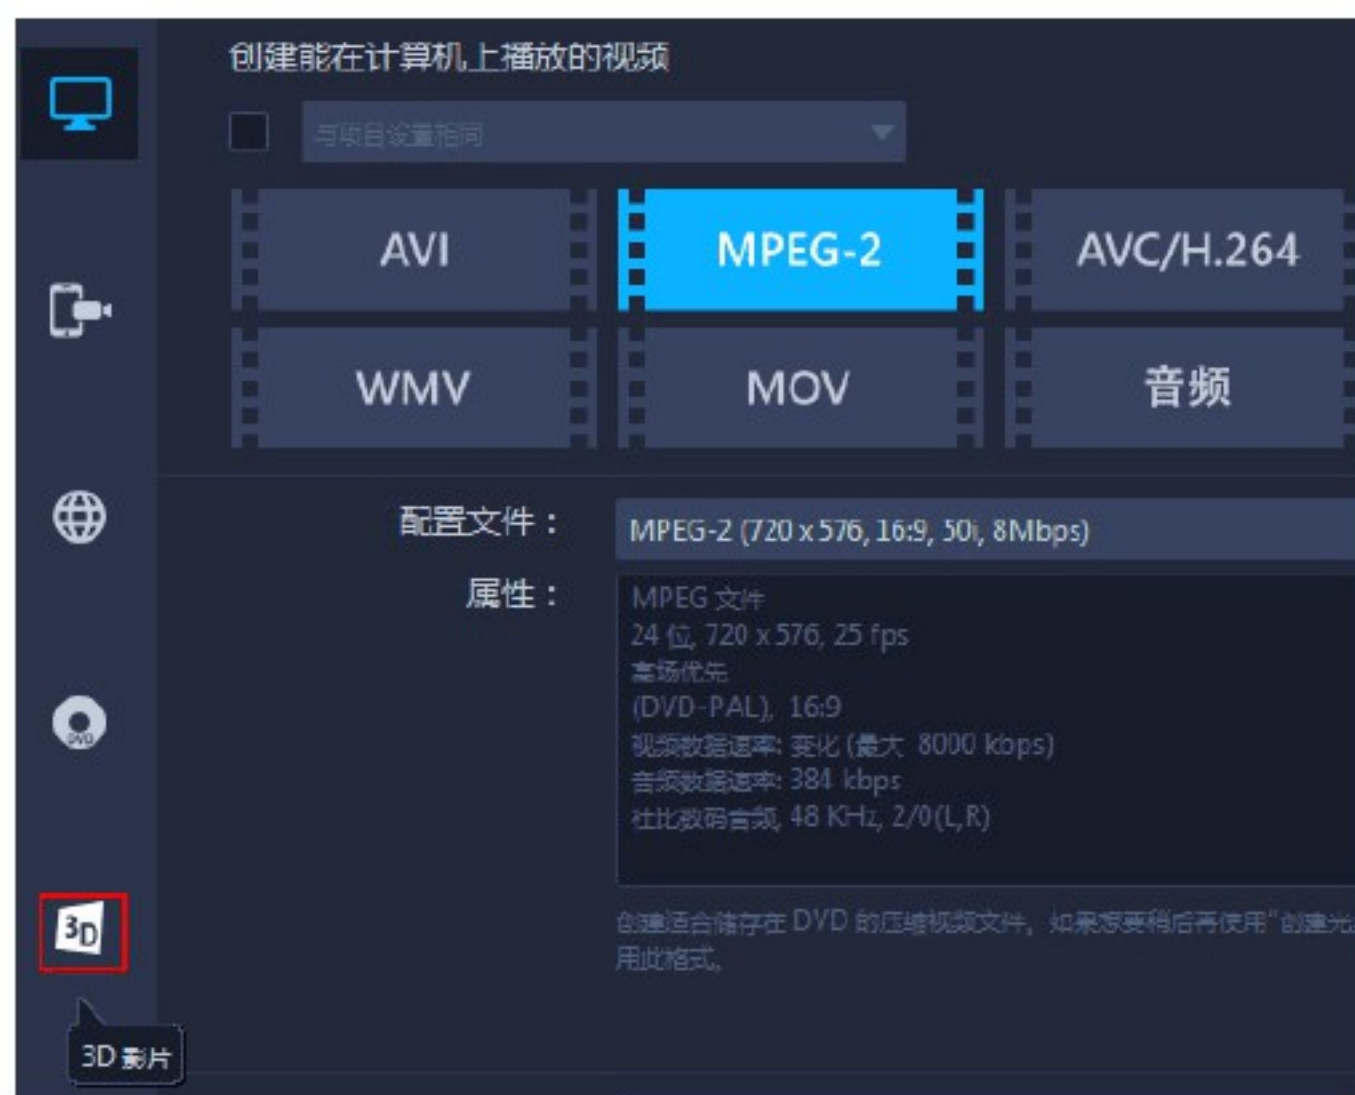 创建能在计算机上播放的视频
与项目设置相同
AVI
MPEG-2
AVC/H.264
WMV
MOV
音频
配置文件：
MPEG-2 (720 x 576, 16:9, 50i, 8Mbps)
属性：
MPEG 文件
24 位, 720 x 576, 25 fps
高场优先
(DVD-PAL), 16:9
视频数据速率: 变化 (最大 8000 kbps)
音频数据速率: 384 kbps
杜比数码音频, 48 KHz, 2/0(L,R)
DVD
3D
创建适合储存在 DVD 的压缩视频文件，如果想要稍后再使用"创建光
用此格式。
3D 影片